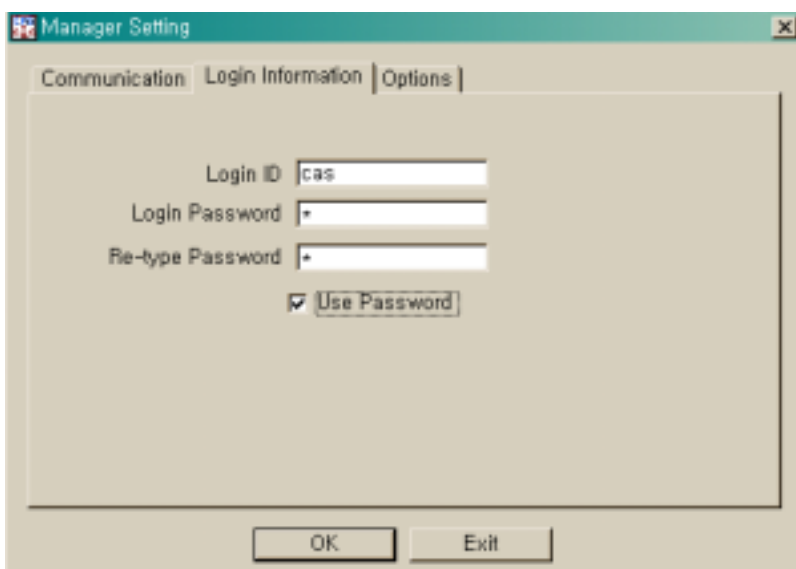 Manager Setting
Communication Login Information Options
Login ID cas
Login Password *
Re-type Password *
Use Password
OK Exit